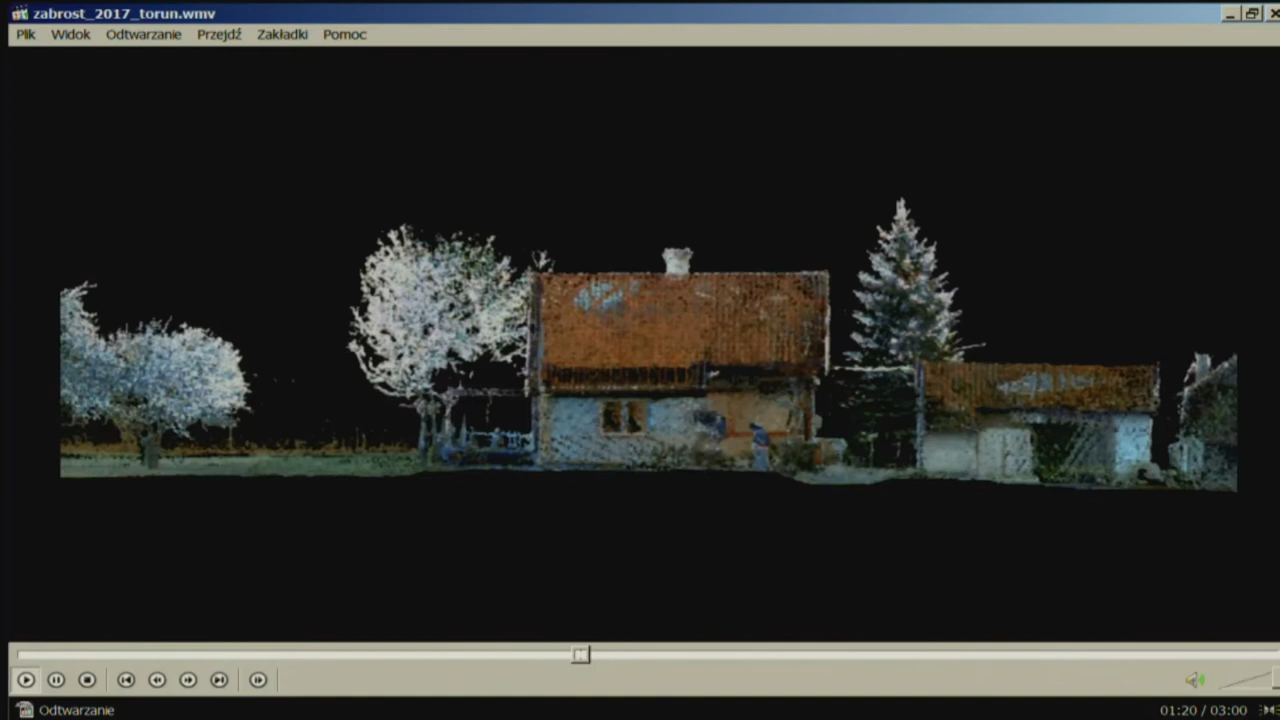 zabrost_2017_torun.wmv
Plik Widok Odtwarzanie Przejdź Zakładki Pomoc
Odtwarzanie
01:20 / 03:00